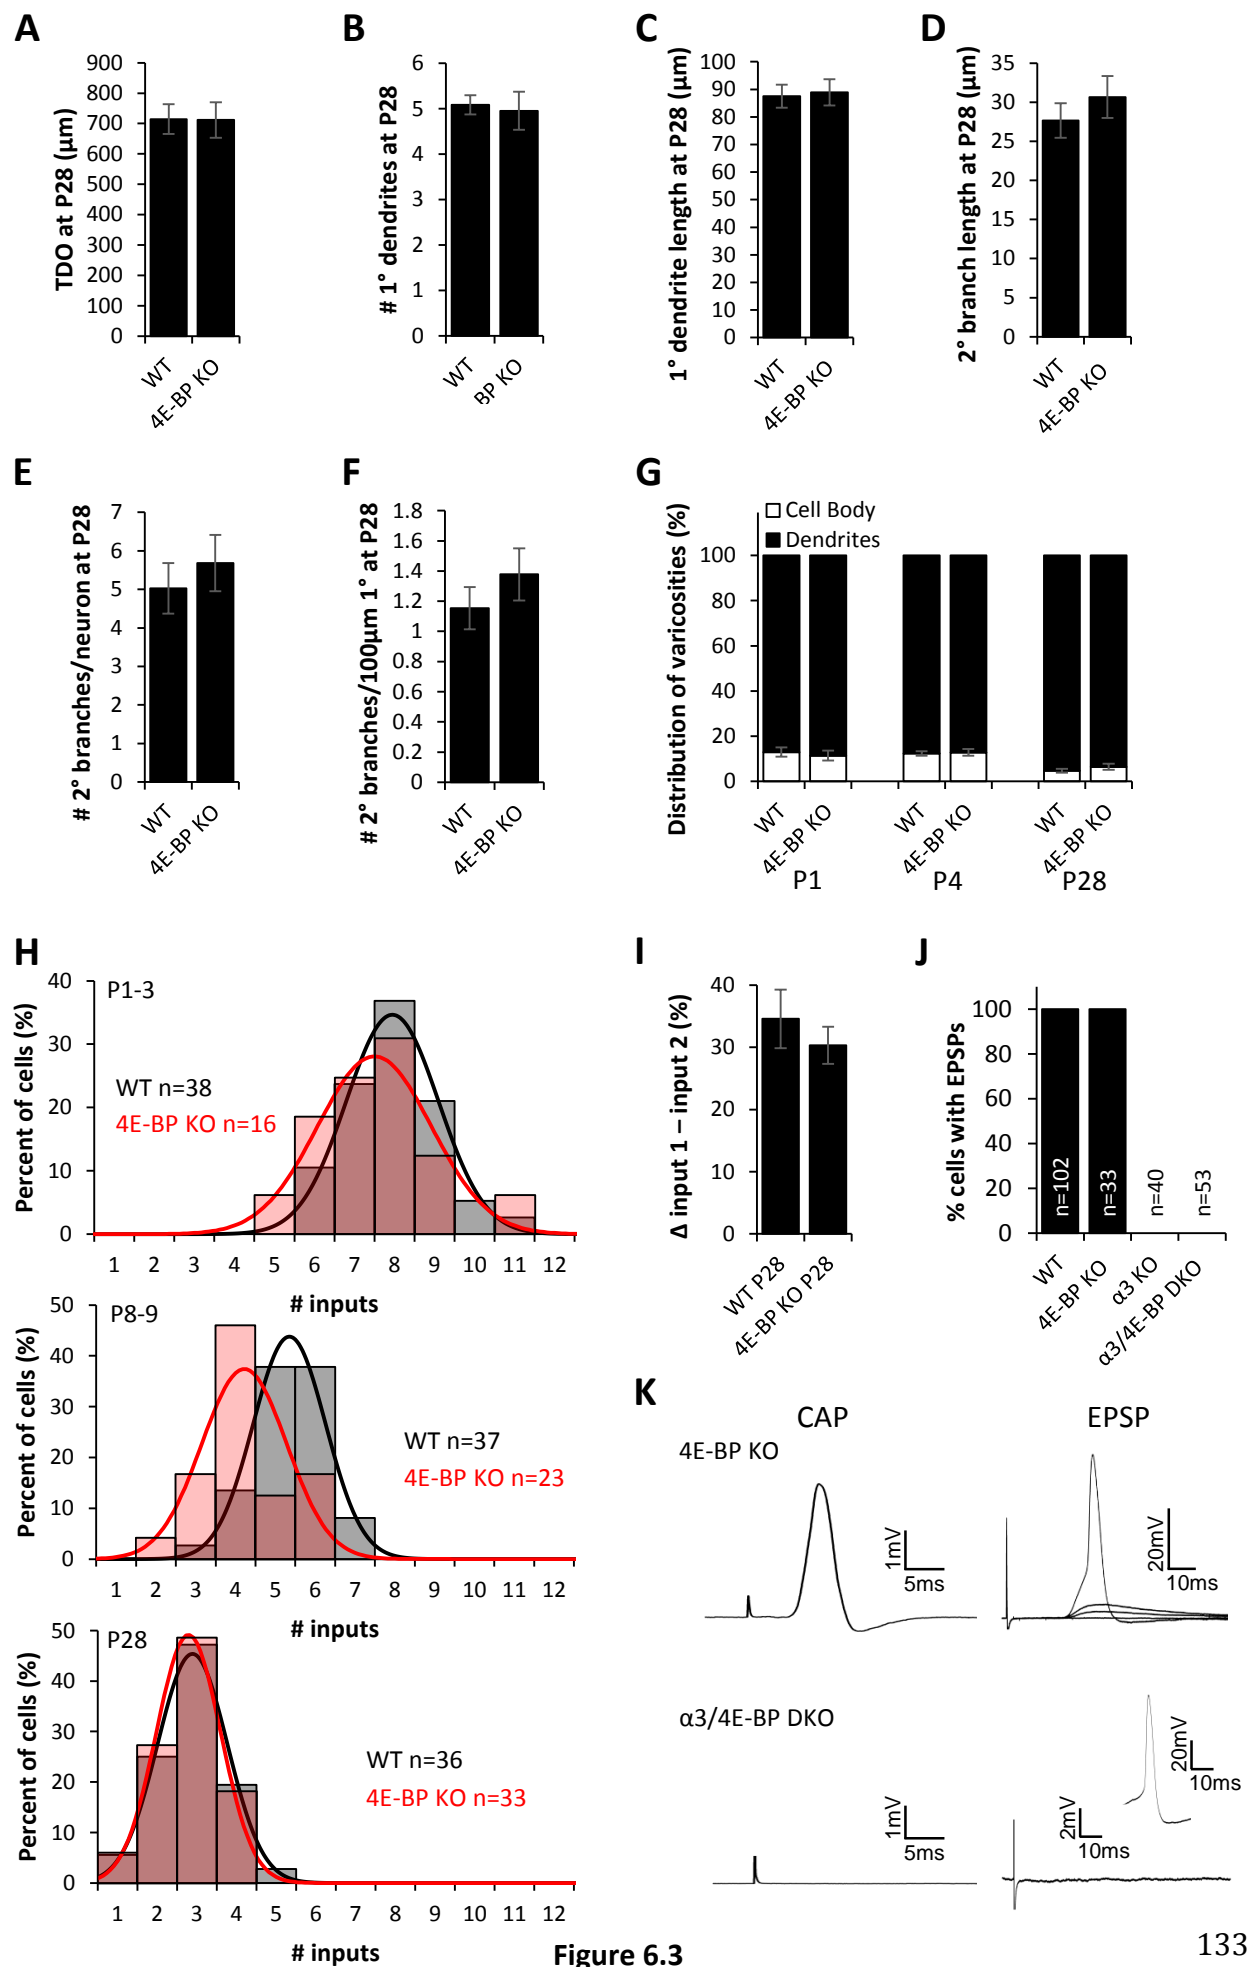 A
TDO at P28 (µm)
900
800
700
600
500
400
300
200
100
0
WT
4E-BP KO
B
# 1° dendrites at P28
6
5
4
3
2
1
0
WT
BP KO
C
1° dendrite length at P28 (µm)
100
90
80
70
60
50
40
30
20
10
0
WT
4E-BP KO
D
2° branch length at P28 (µm)
35
30
25
20
15
10
5
0
WT
4E-BP KO
E
# 2° branches/neuron at P28
7
6
5
4
3
2
1
0
WT
4E-BP KO
F
# 2° branches/100µm 1° at P28
1.8
1.6
1.4
1.2
1
0.8
0.6
0.4
0.2
0
WT
4E-BP KO
G
Distribution of varicosities (%)
Cell Body
Dendrites
100
80
60
40
20
0
WT
4E-BP KO
WT
4E-BP KO
WT
4E-BP KO
P1
P4
P28
H
Percent of cells (%)
40
30
20
10
0
P1-3
WT n=38
4E-BP KO n=16
1 2 3 4 5 6 7 8 9 10 11 12
# inputs
Percent of cells (%)
50
40
30
20
10
0
P8-9
WT n=37
4E-BP KO n=23
1 2 3 4 5 6 7 8 9 10 11 12
# inputs
Percent of cells (%)
50
40
30
20
10
0
P28
WT n=36
4E-BP KO n=33
1 2 3 4 5 6 7 8 9 10 11 12
# inputs
I
Δ input 1 – input 2 (%)
40
30
20
10
0
WT P28
4E-BP KO P28
J
% cells with EPSPs
100
80
60
40
20
0
n=102
n=33
n=40
n=53
WT
4E-BP KO
α3 KO
α3/4E-BP DKO
K
CAP
EPSP
4E-BP KO
1mV
5ms
20mV
10ms
α3/4E-BP DKO
1mV
5ms
2mV
10ms
20mV
10ms
Figure 6.3
133